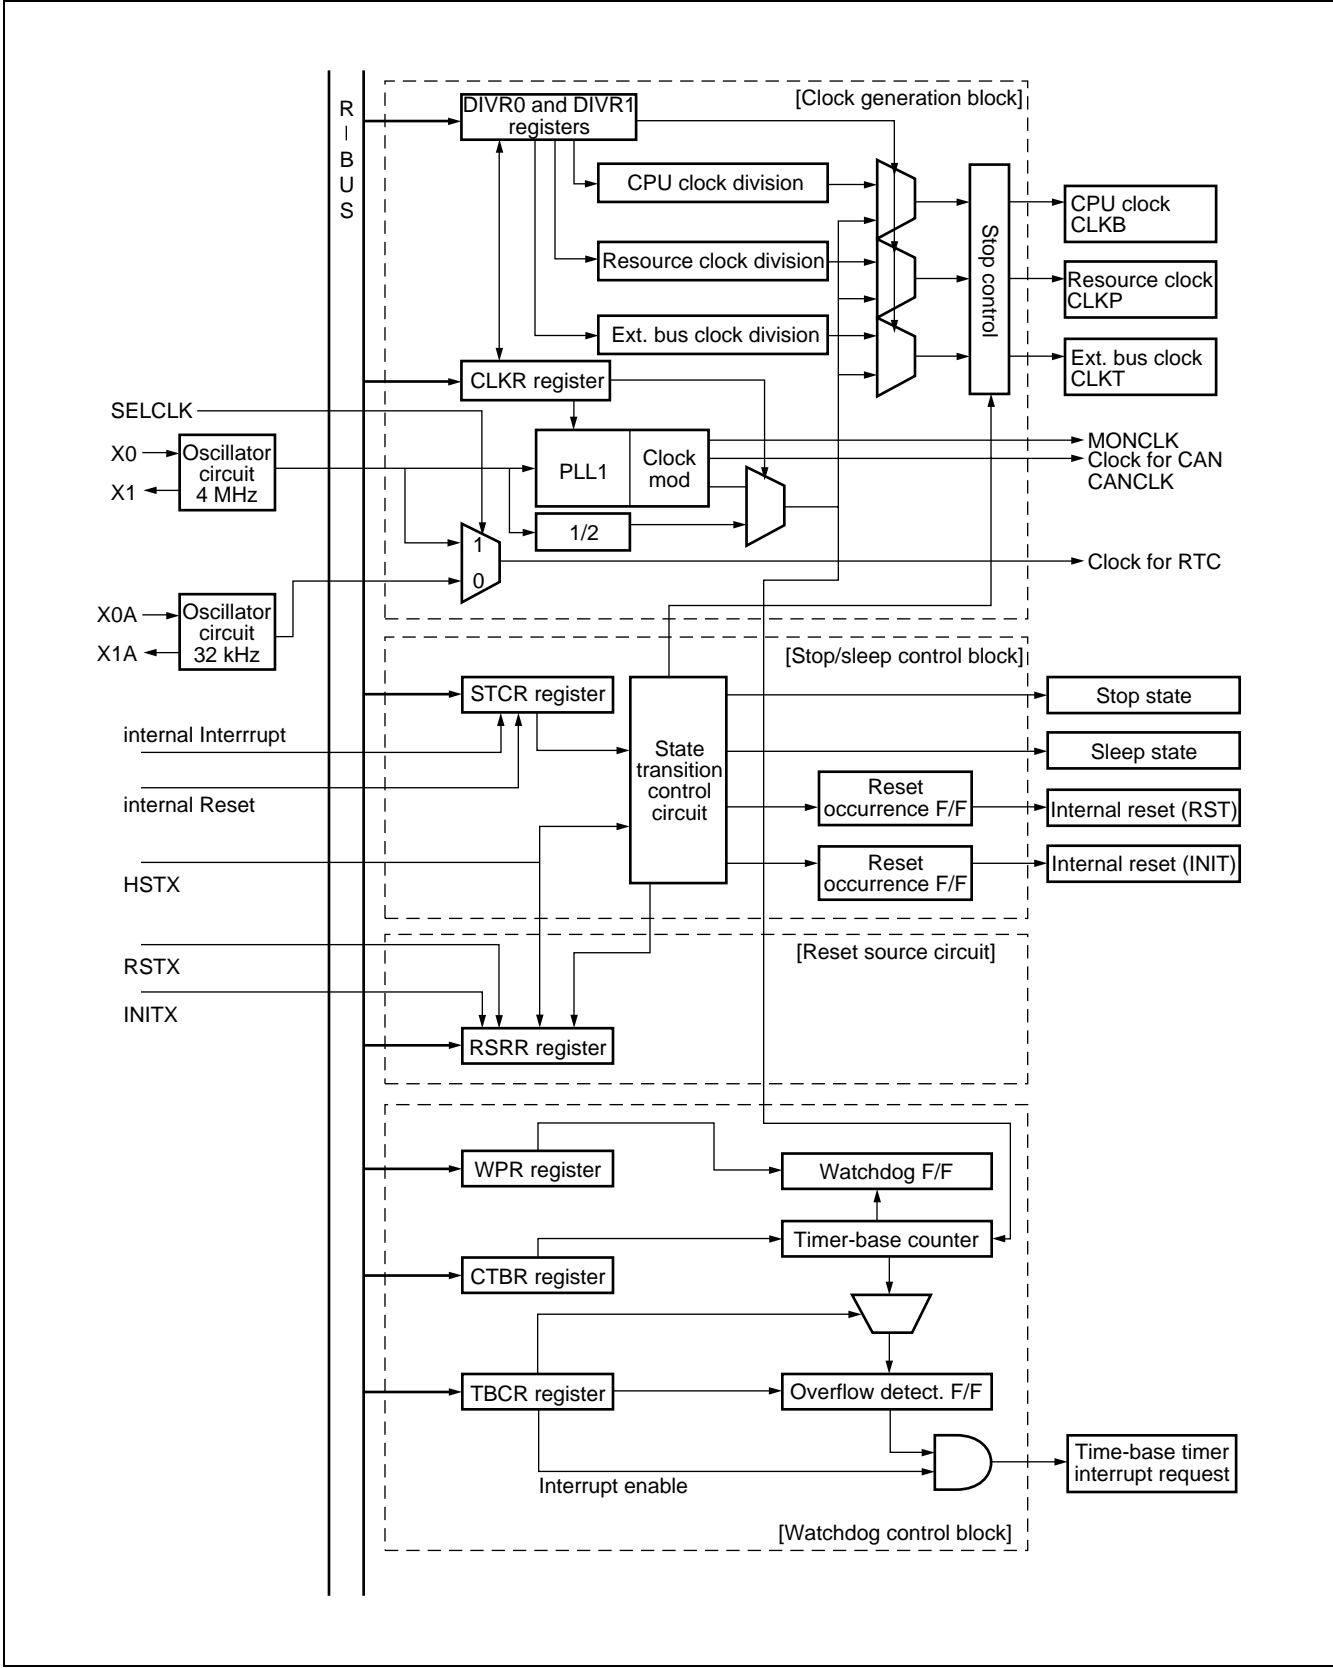 R
I
B
U
S
[Clock generation block]
DIVR0 and DIVR1
registers
CPU clock division
Resource clock division
Ext. bus clock division
Stop control
CPU clock
CLKB
Resource clock
CLKP
Ext. bus clock
CLKT
CLKR register
SELCLK
X0
X1
Oscillator
circuit
4 MHz
PLL1
Clock
mod
MONCLK
Clock for CAN
CANCLK
1/2
1
0
Clock for RTC
X0A
X1A
Oscillator
circuit
32 kHz
[Stop/sleep control block]
STCR register
State
transition
control
circuit
Stop state
Sleep state
internal Interrrupt
internal Reset
Reset
occurrence F/F
Internal reset (RST)
Reset
occurrence F/F
Internal reset (INIT)
HSTX
[Reset source circuit]
RSTX
INITX
RSRR register
WPR register
Watchdog F/F
Timer-base counter
CTBR register
TBCR register
Overflow detect. F/F
Interrupt enable
Time-base timer
interrupt request
[Watchdog control block]